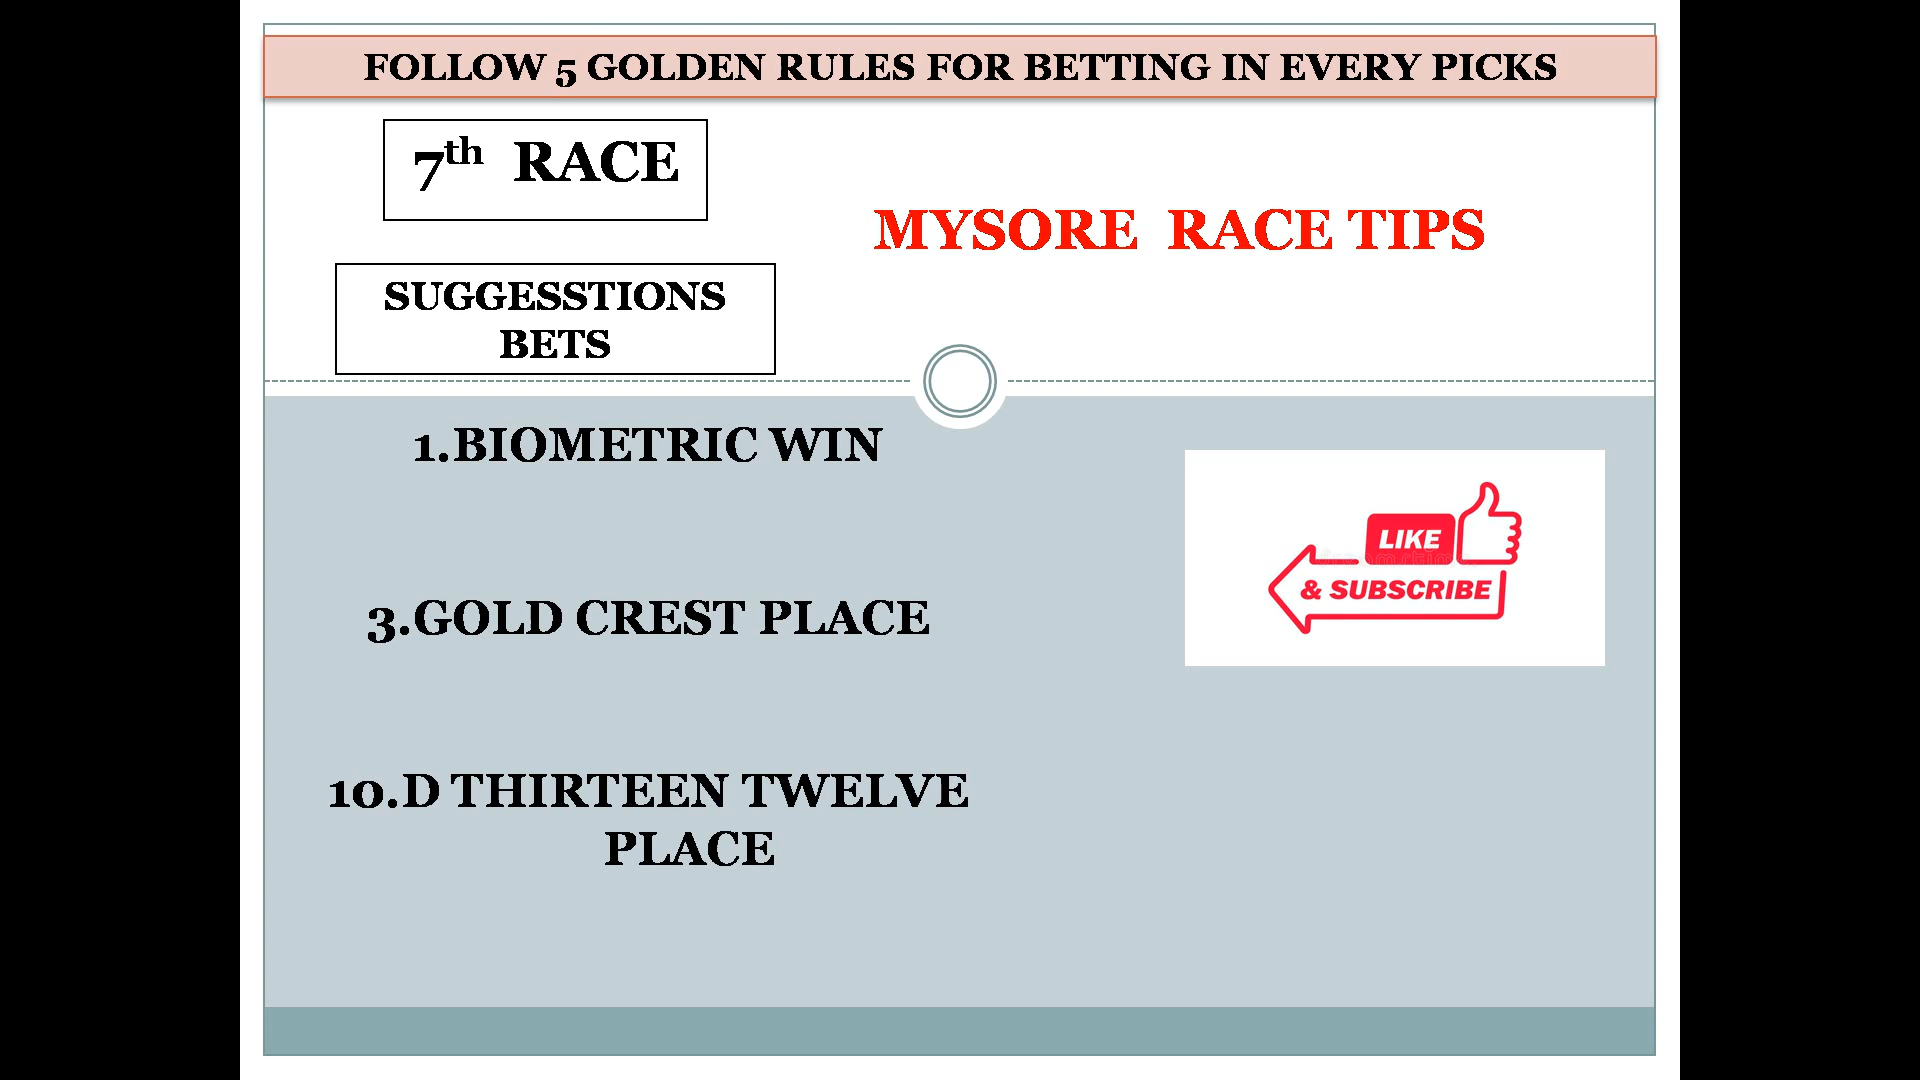 FOLLOW 5 GOLDEN RULES FOR BETTING IN EVERY PICKS
7th RACE
MYSORE RACE TIPS
SUGGESSTIONS
BETS
1.BIOMETRIC WIN
3.GOLD CREST PLACE
10.D THIRTEEN TWELVE
PLACE
LIKE
& SUBSCRIBE